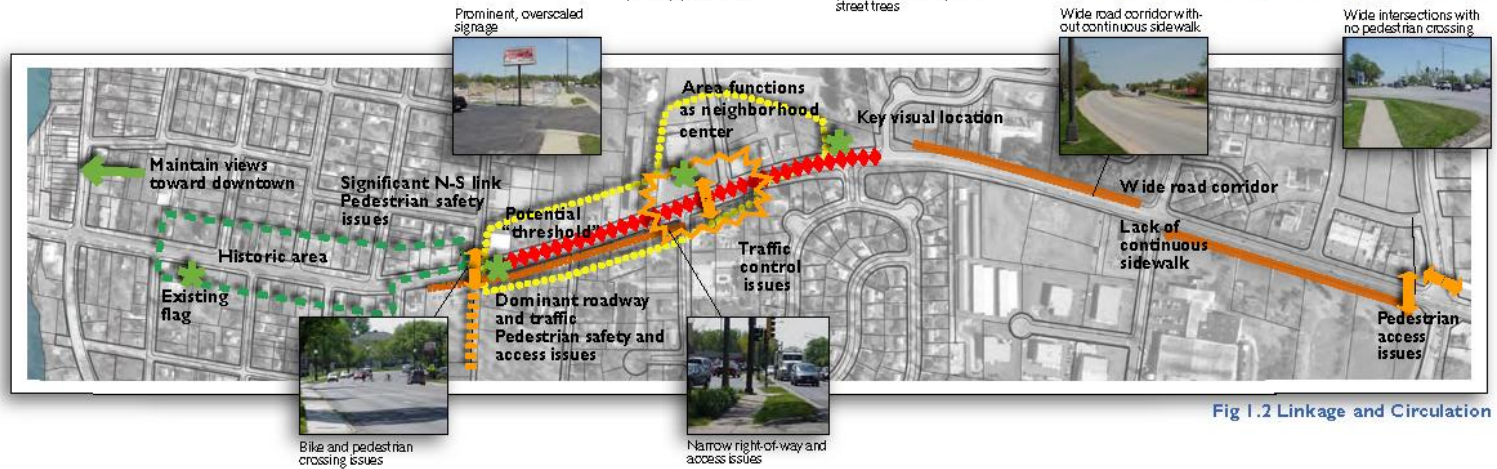 street trees
Prominent, overscaled
signage
Wide road corridor with-
out continuous sidewalk
Wide intersections with
no pedestrian crossing
Area functions
as neighborhood
center
Key visual location
Maintain views
toward downtown
Significant N-S link
Pedestrian safety
issues
Potential
"threshold"
Wide road corridor
Lack of
continuous
sidewalk
Historic area
Traffic
control
issues
Existing
flag
Dominant roadway
and traffic
Pedestrian safety and
access issues
Pedestrian
access
issues
Fig 1.2 Linkage and Circulation
Bike and pedestrian
crossing issues
Narrow right-of-way and
access issues